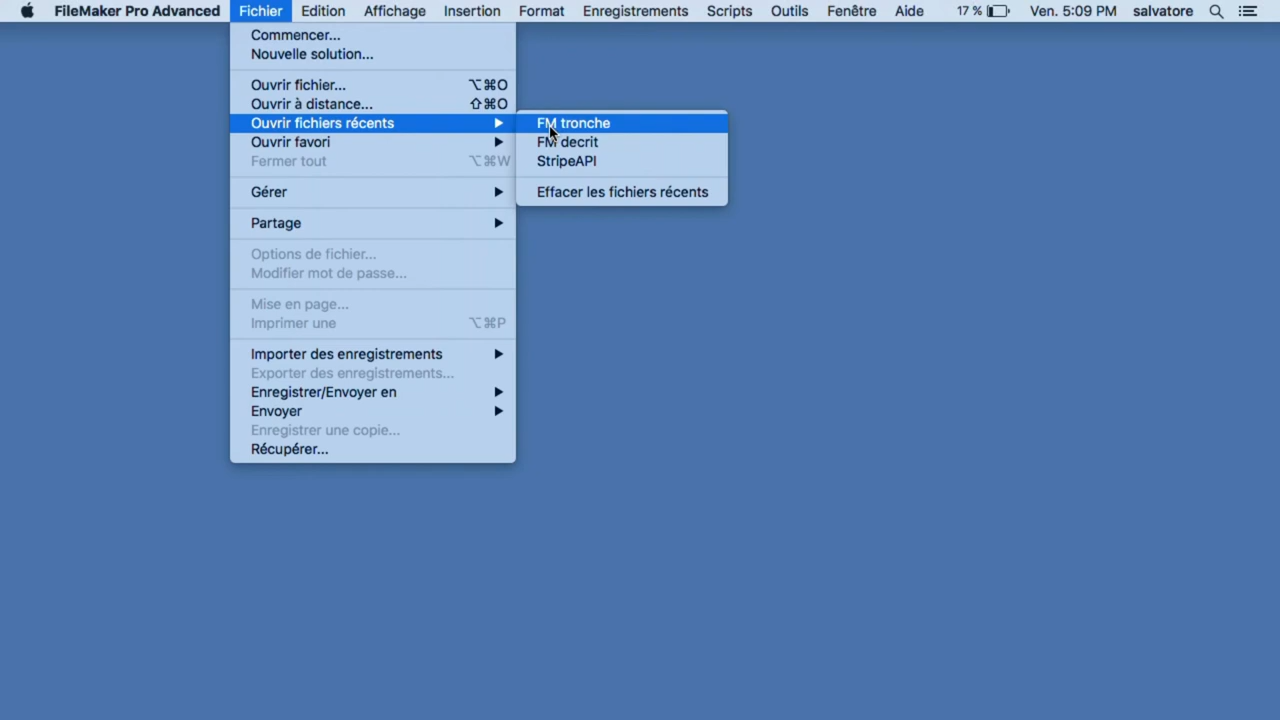 FileMaker Pro Advanced Fichier Edition Affichage Insertion Format Enregistrements Scripts Outils Fenêtre Aide 17 % Ven. 5:09 PM salvatore
Commencer...
Nouvelle solution...
Ouvrir fichier... ⌥⌘O
Ouvrir à distance... ⇧⌘O
Ouvrir fichiers récents ▶
Ouvrir favori ▶
Fermer tout ⌥⌘W
Gérer ▶
Partage ▶
Options de fichier...
Modifier mot de passe...
Mise en page...
Imprimer une ⌥⌘P
Importer des enregistrements ▶
Exporter des enregistrements...
Enregistrer/Envoyer en ▶
Envoyer ▶
Enregistrer une copie...
Récupérer...
FM tronche
FM decrit
StripeAPI
Effacer les fichiers récents